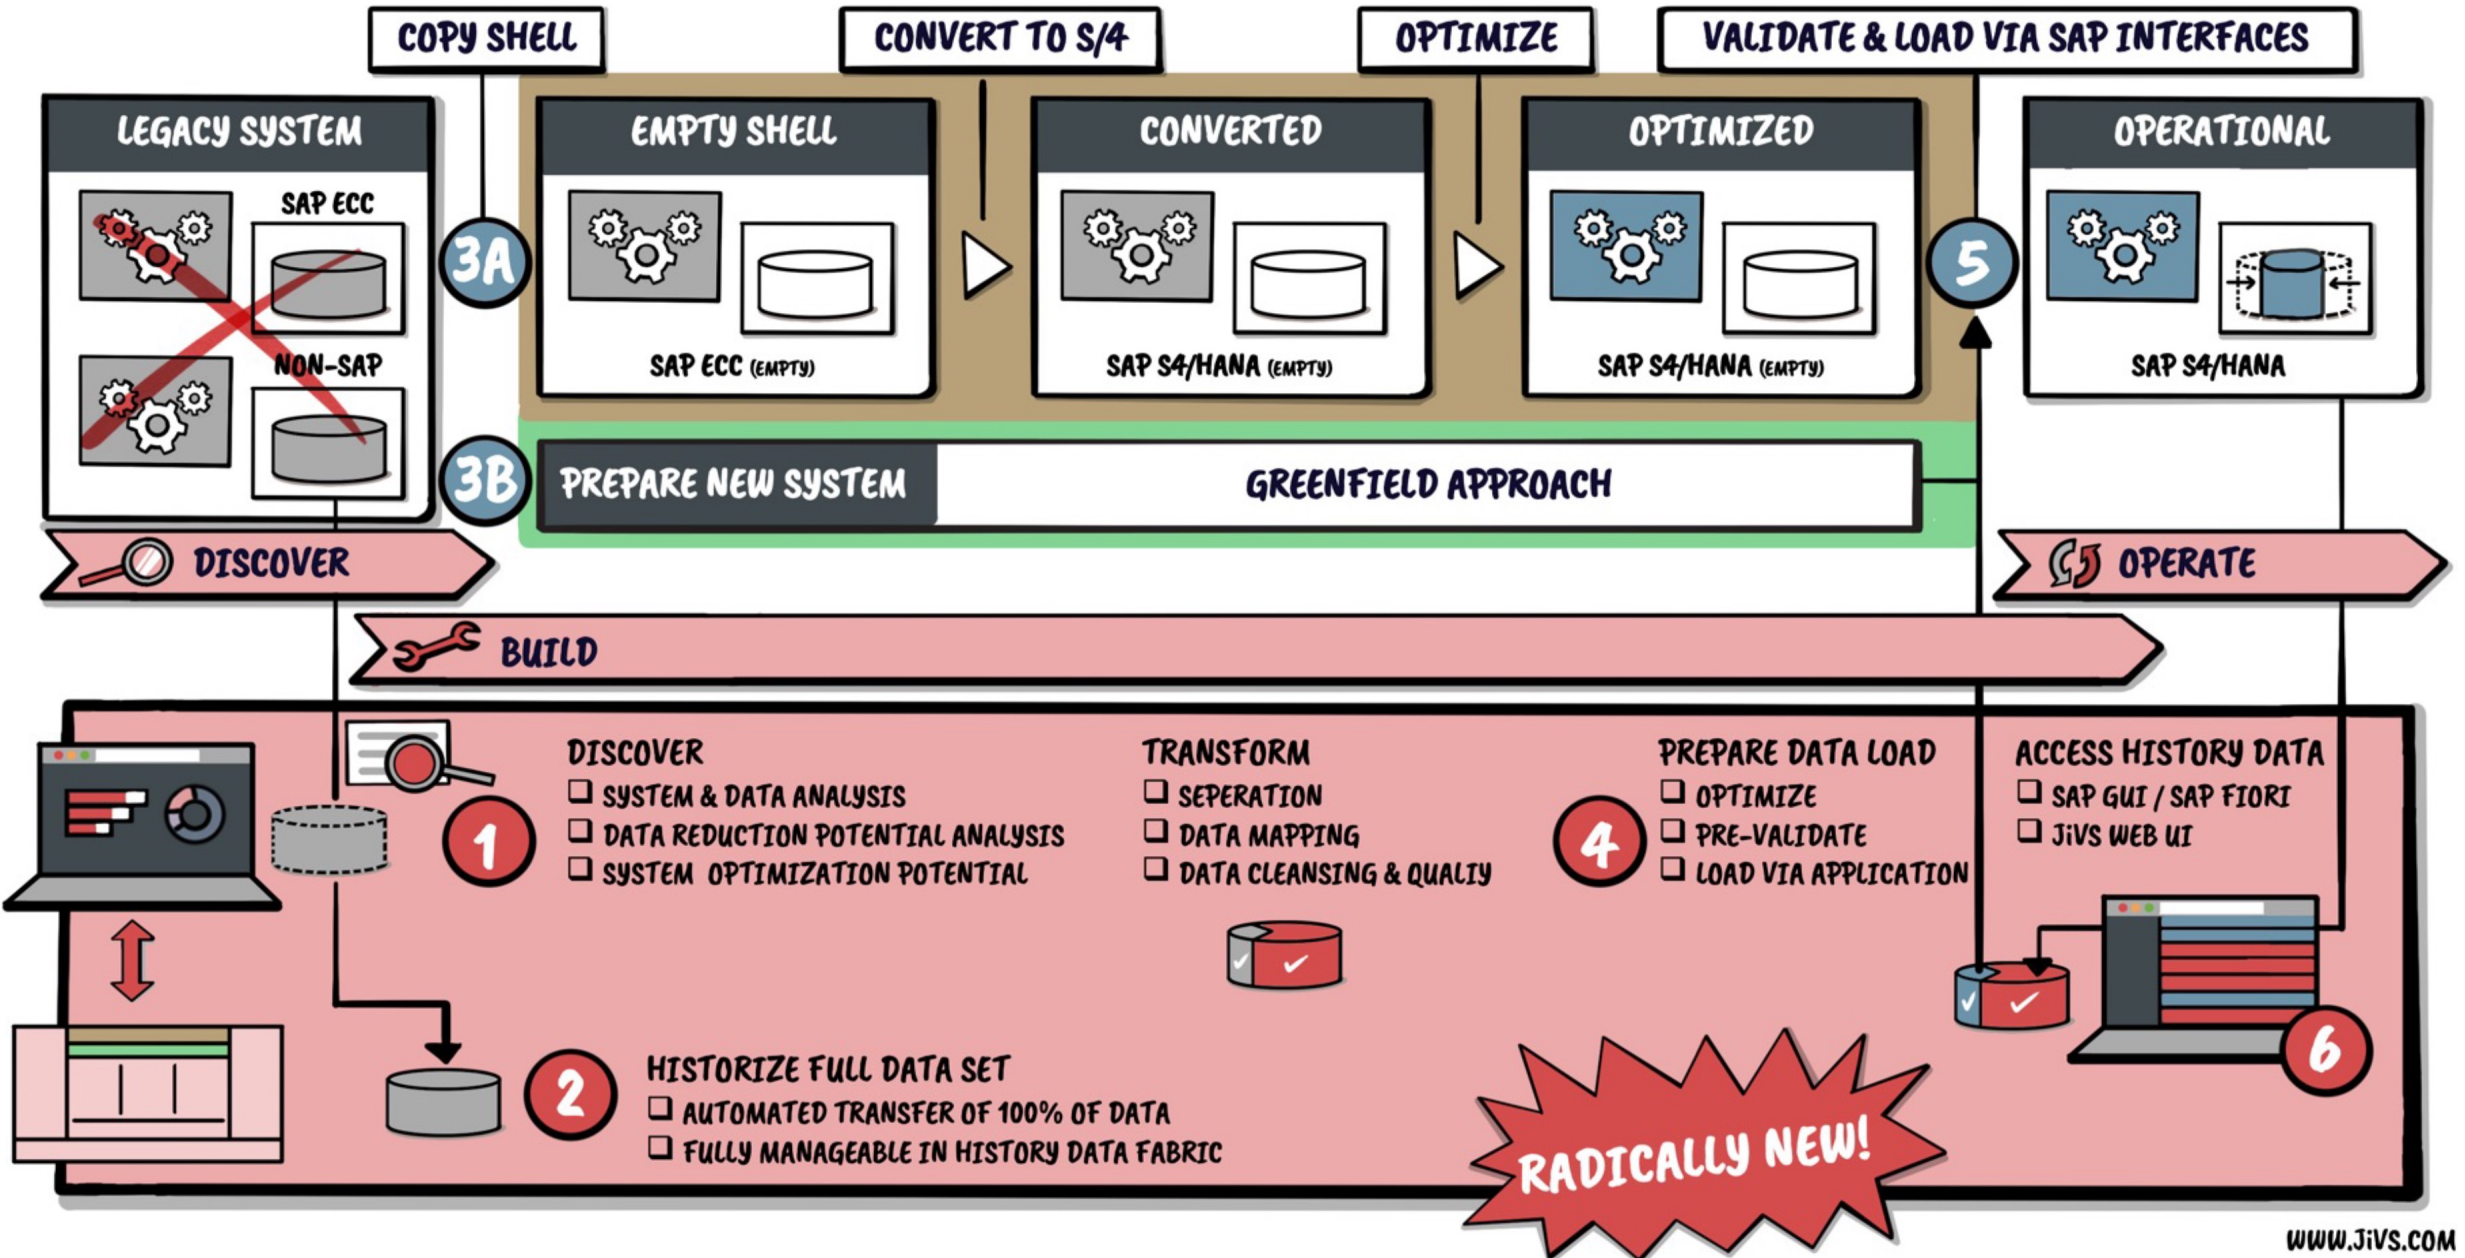 COPY SHELL
CONVERT TO S/4
OPTIMIZE
VALIDATE & LOAD VIA SAP INTERFACES
LEGACY SYSTEM
SAP ECC
NON-SAP
3A
EMPTY SHELL
SAP ECC (EMPTY)
CONVERTED
SAP S4/HANA (EMPTY)
OPTIMIZED
SAP S4/HANA (EMPTY)
5
OPERATIONAL
SAP S4/HANA
3B
PREPARE NEW SYSTEM
GREENFIELD APPROACH
DISCOVER
OPERATE
BUILD
1
DISCOVER
SYSTEM & DATA ANALYSIS
DATA REDUCTION POTENTIAL ANALYSIS
SYSTEM OPTIMIZATION POTENTIAL
TRANSFORM
SEPERATION
DATA MAPPING
DATA CLEANSING & QUALIY
4
PREPARE DATA LOAD
OPTIMIZE
PRE-VALIDATE
LOAD VIA APPLICATION
ACCESS HISTORY DATA
SAP GUI / SAP FIORI
JiVS WEB UI
2
HISTORIZE FULL DATA SET
AUTOMATED TRANSFER OF 100% OF DATA
FULLY MANAGEABLE IN HISTORY DATA FABRIC
6
RADICALLY NEW!
WWW.JiVS.COM